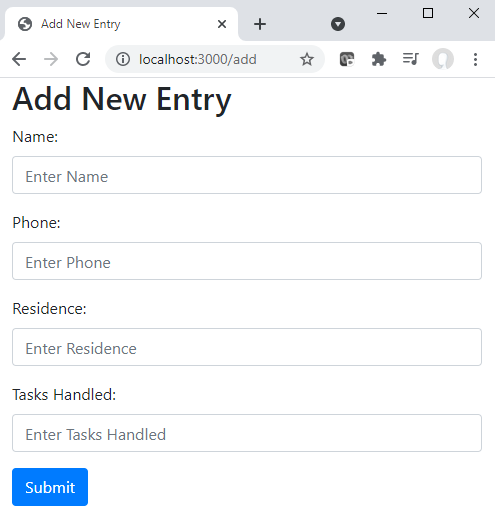 Add New Entry
localhost:3000/add
Add New Entry
Name:
Enter Name
Phone:
Enter Phone
Residence:
Enter Residence
Tasks Handled:
Enter Tasks Handled
Submit